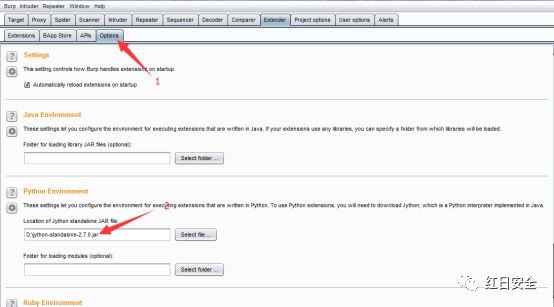 Burp Intruder Repeater Window Help
Target Proxy Spider Scanner Intruder Repeater Sequencer Decoder Comparer Extender Project options User options Alerts
Extensions BApp Store APIs Options
1
? Settings
This setting controls how Burp handles extensions on startup.
Automatically reload extensions on startup
? Java Environment
These settings let you configure the environment for executing extensions that are written in Java. If your extensions use any libraries, you can specify a folder from which libraries will be loaded.
Folder for loading library JAR files (optional):
Select folder ...
? Python Environment
2
These settings let you configure the environment for executing extensions that are written in Python. To use Python extensions, you will need to download Jython, which is a Python interpreter implemented in Java.
Location of Jython standalone JAR file:
D:\jython-standalone-2.7.0.jar Select file ...
Folder for loading modules (optional):
Select folder ...
红日安全
? Ruby Environment